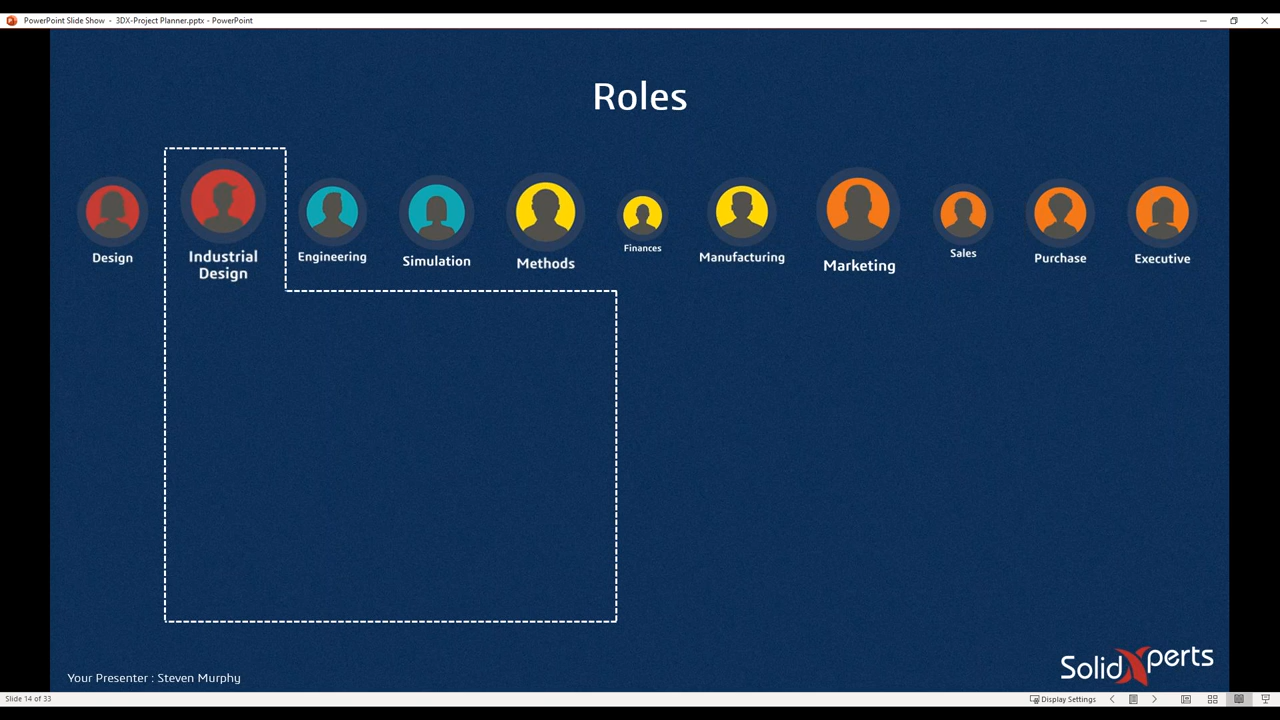 PowerPoint Slide Show - 3DX-Project Planner.pptx - PowerPoint
Roles
Design
Industrial
Design
Engineering
Simulation
Methods
Finances
Manufacturing
Marketing
Sales
Purchase
Executive
Your Presenter : Steven Murphy
SolidXperts
Slide 14 of 33
Display Settings